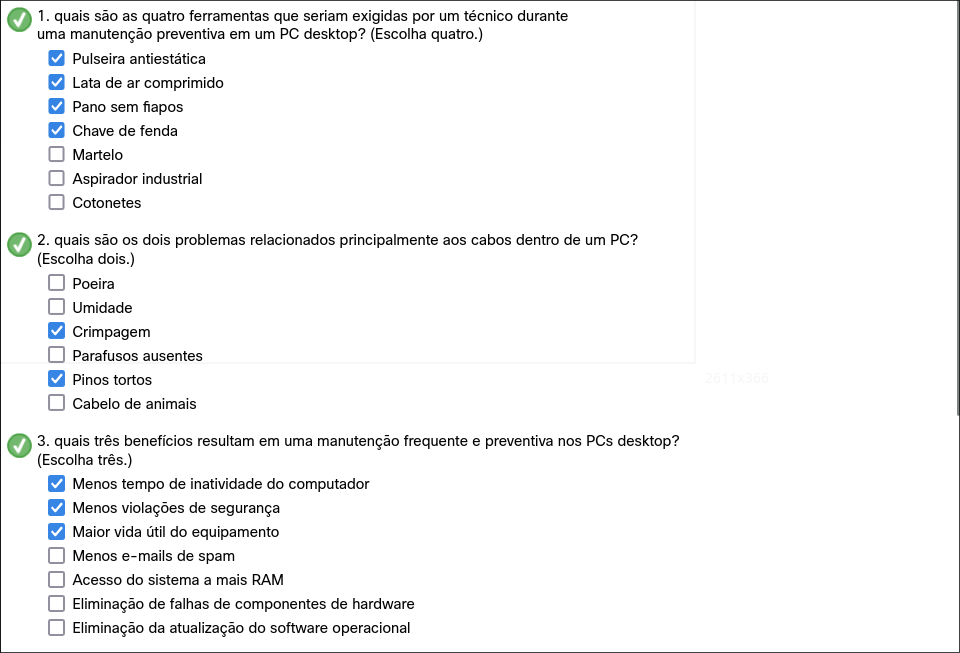 1. quais são as quatro ferramentas que seriam exigidas por um técnico durante
uma manutenção preventiva em um PC desktop? (Escolha quatro.)
Pulseira antiestática
Lata de ar comprimido
Pano sem fiapos
Chave de fenda
Martelo
Aspirador industrial
Cotonetes
2. quais são os dois problemas relacionados principalmente aos cabos dentro de um PC?
(Escolha dois.)
Poeira
Umidade
Crimpagem
Parafusos ausentes
Pinos tortos
2611x366
Cabelo de animais
3. quais três benefícios resultam em uma manutenção frequente e preventiva nos PCs desktop?
(Escolha três.)
Menos tempo de inatividade do computador
Menos violações de segurança
Maior vida útil do equipamento
Menos e-mails de spam
Acesso do sistema a mais RAM
Eliminação de falhas de componentes de hardware
Eliminação da atualização do software operacional